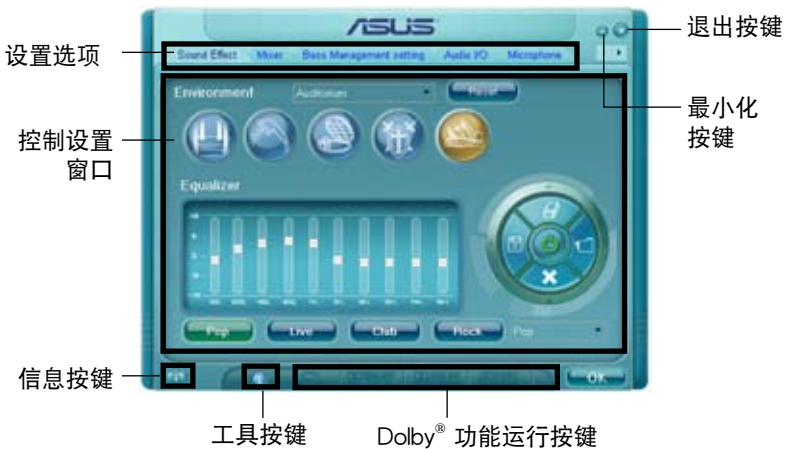 ASUS
退出按键
设置选项
Sound Effect Mixer Bass Management setting Audio I/O Microphone
Environment Auditorium Reset
最小化
按键
控制设置
窗口
Equalizer
Pop Live Club Rock Pop
信息按键
OK
工具按键
Dolby® 功能运行按键